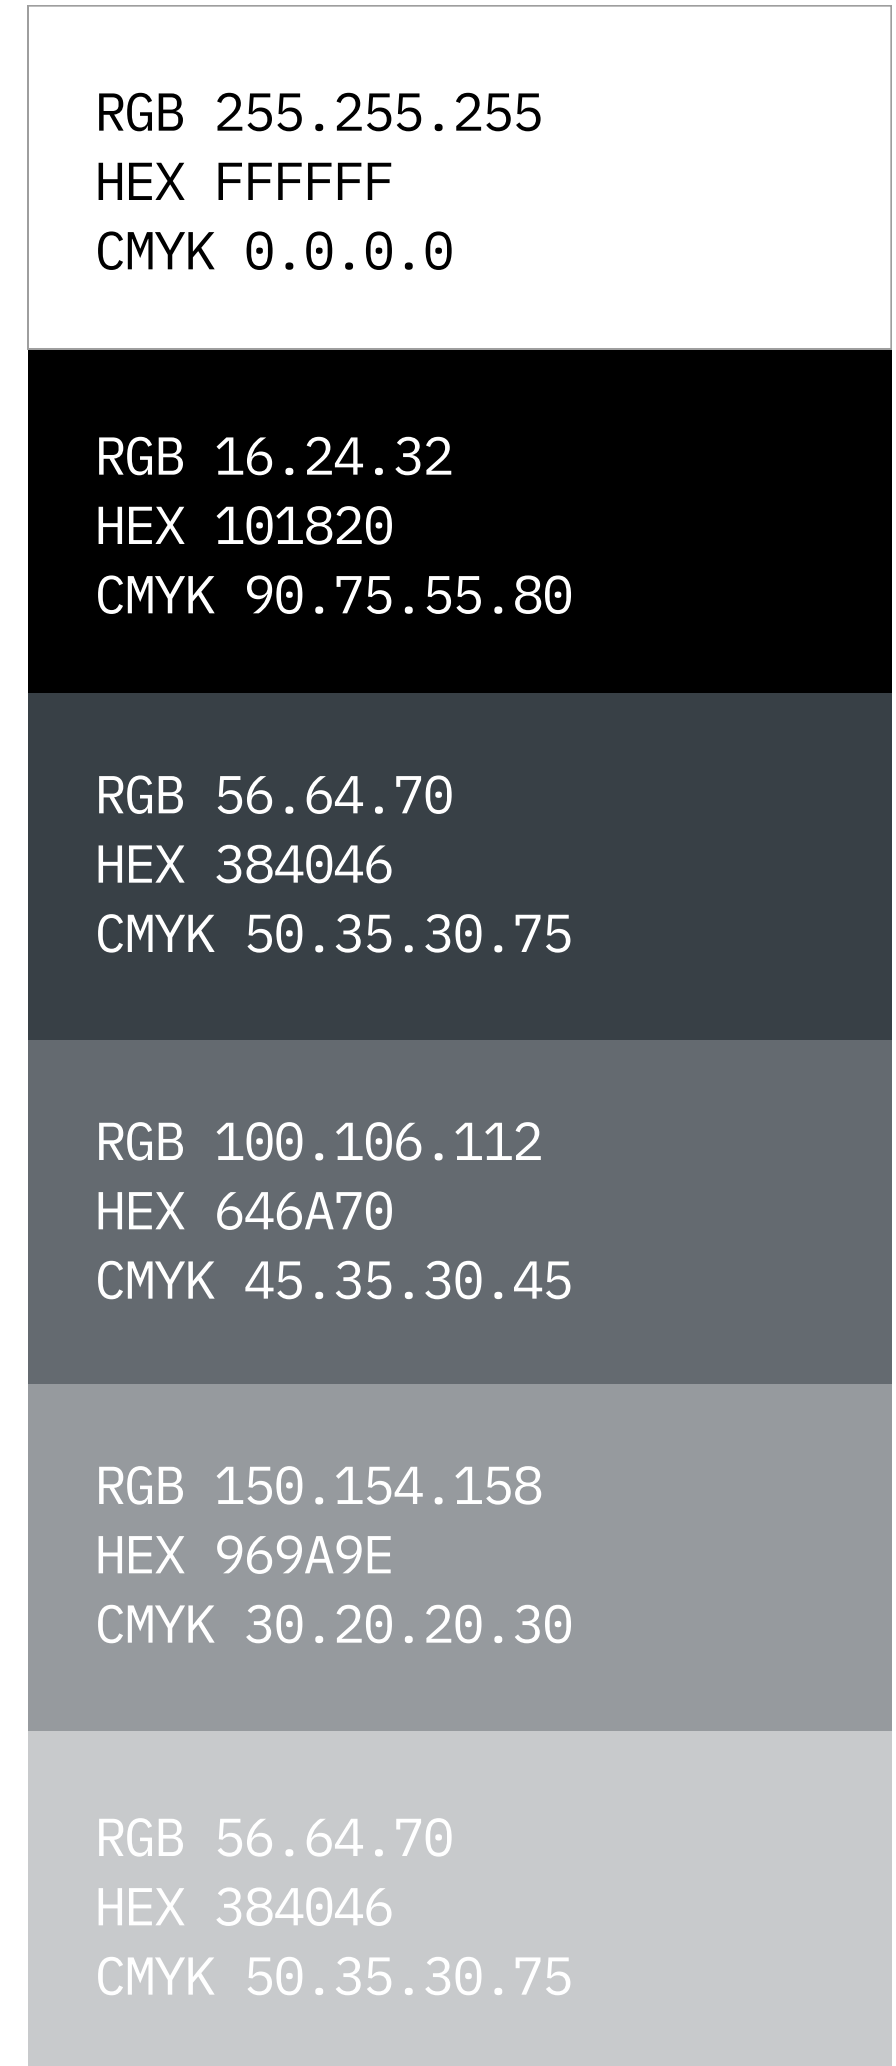 RGB 255.255.255
HEX FFFFFF
CMYK 0.0.0.0
RGB 16.24.32
HEX 101820
CMYK 90.75.55.80
RGB 56.64.70
HEX 384046
CMYK 50.35.30.75
RGB 100.106.112
HEX 646A70
CMYK 45.35.30.45
RGB 150.154.158
HEX 969A9E
CMYK 30.20.20.30
RGB 56.64.70
HEX 384046
CMYK 50.35.30.75